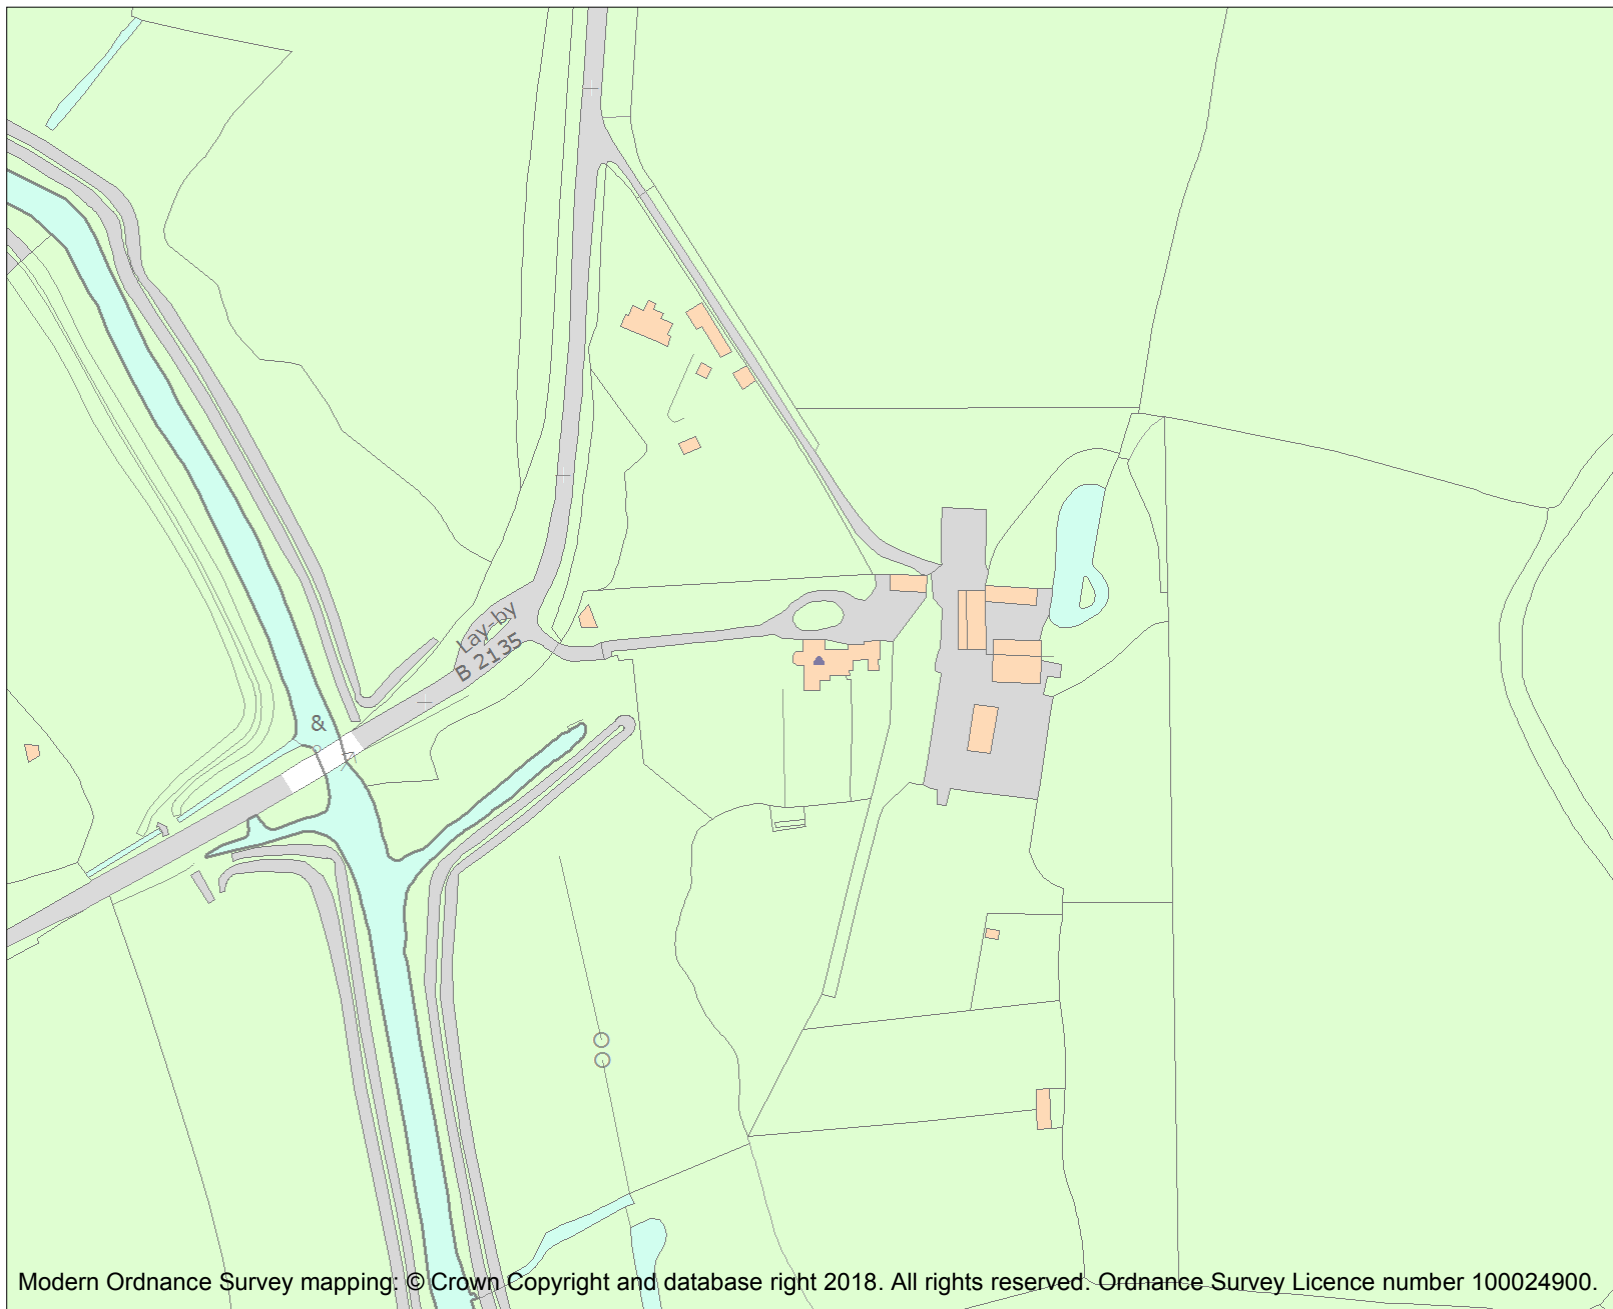 Lay-by
B 2135
&
Modern Ordnance Survey mapping: © Crown Copyright and database right 2018. All rights reserved. Ordnance Survey Licence number 100024900.